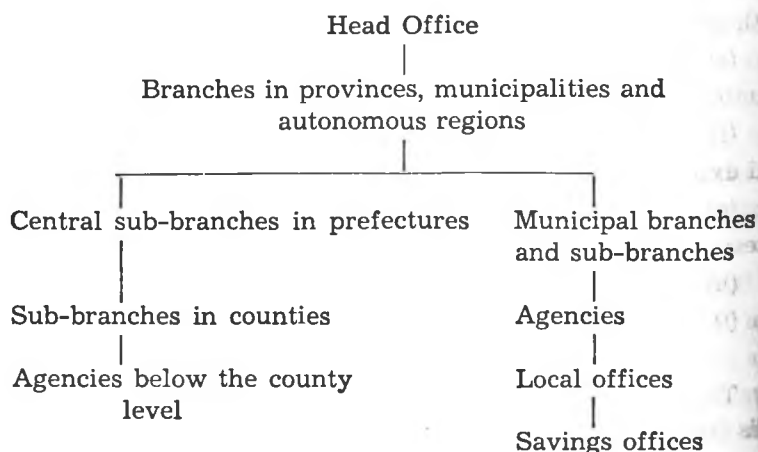 Head Office
Branches in provinces, municipalities and
autonomous regions
Central sub-branches in prefectures
Municipal branches
and sub-branches
Sub-branches in counties
Agencies
Agencies below the county
level
Local offices
Savings offices